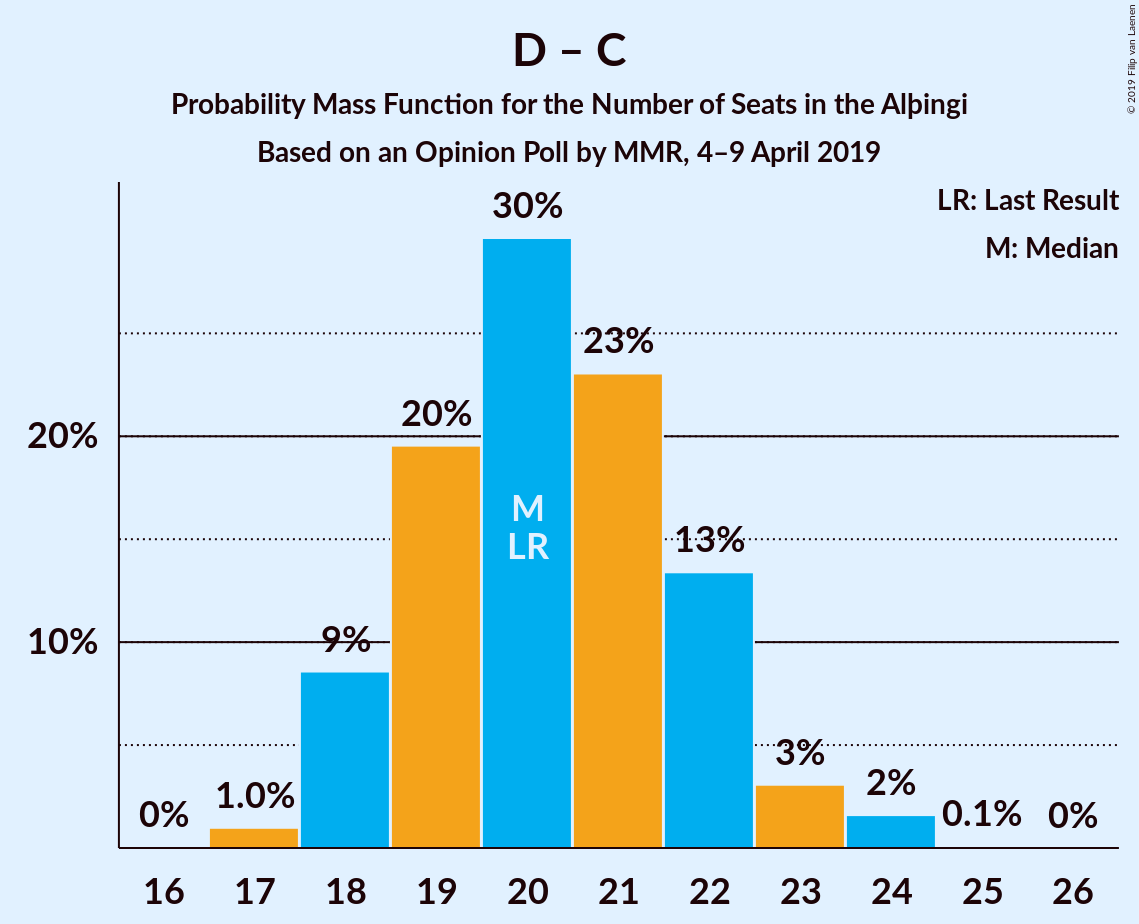 D – C
Probability Mass Function for the Number of Seats in the Alþingi
Based on an Opinion Poll by MMR, 4–9 April 2019
© 2019 Filip van Laenen
LR: Last Result
M: Median
30%
23%
20%
20%
M
LR
13%
10%
9%
3%
2%
1.0%
0%
0.1%
0%
16 17 18 19 20 21 22 23 24 25 26